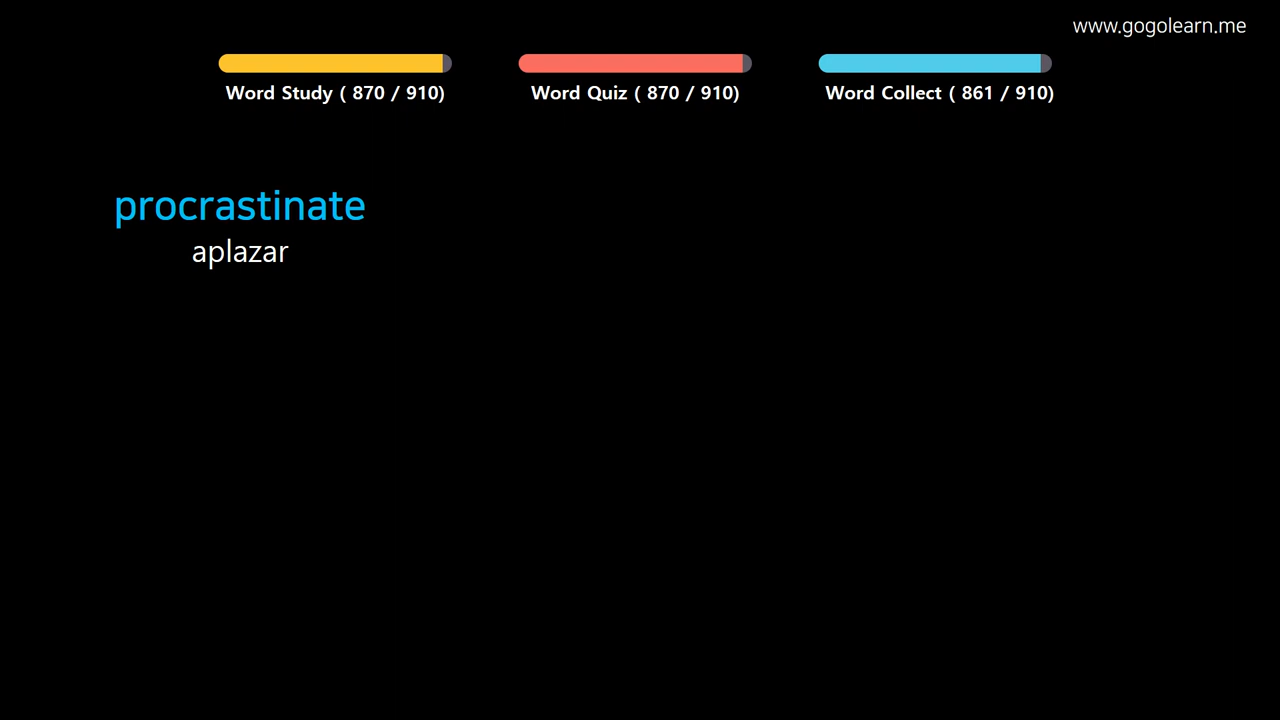 www.gogolearn.me
Word Study ( 870 / 910)
Word Quiz ( 870 / 910)
Word Collect ( 861 / 910)
procrastinate
aplazar